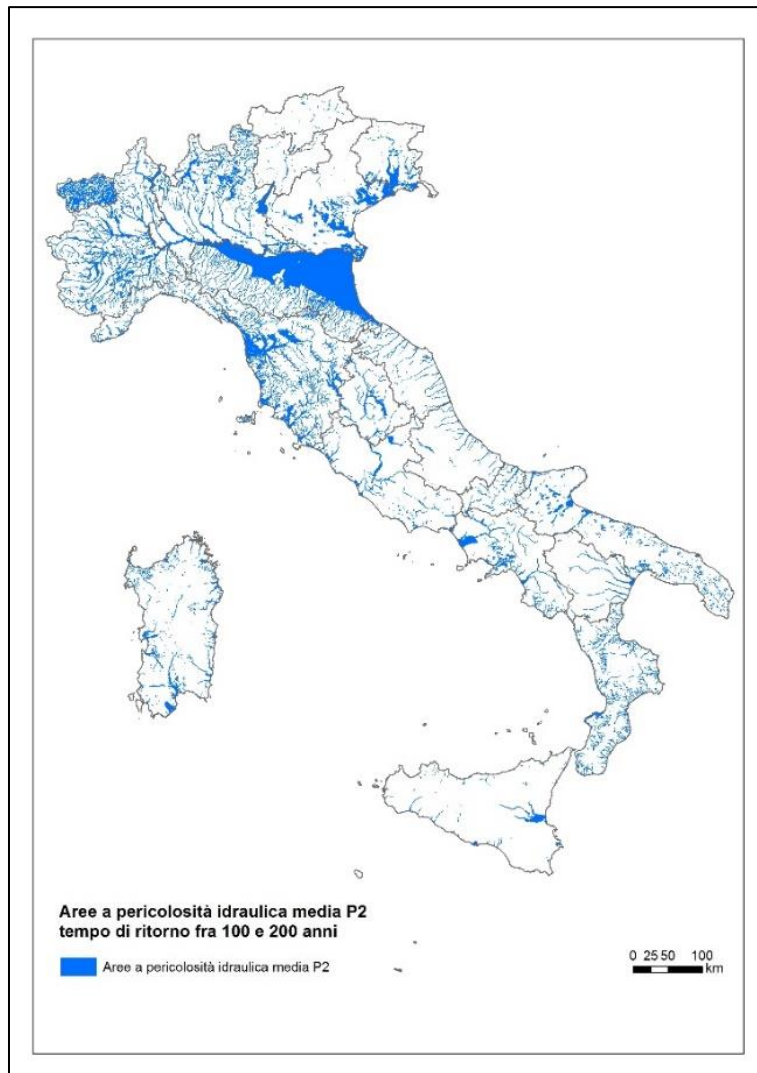 Aree a pericolosità idraulica media P2
tempo di ritorno fra 100 e 200 anni
Aree a pericolosità idraulica media P2
0 25 50 100
km